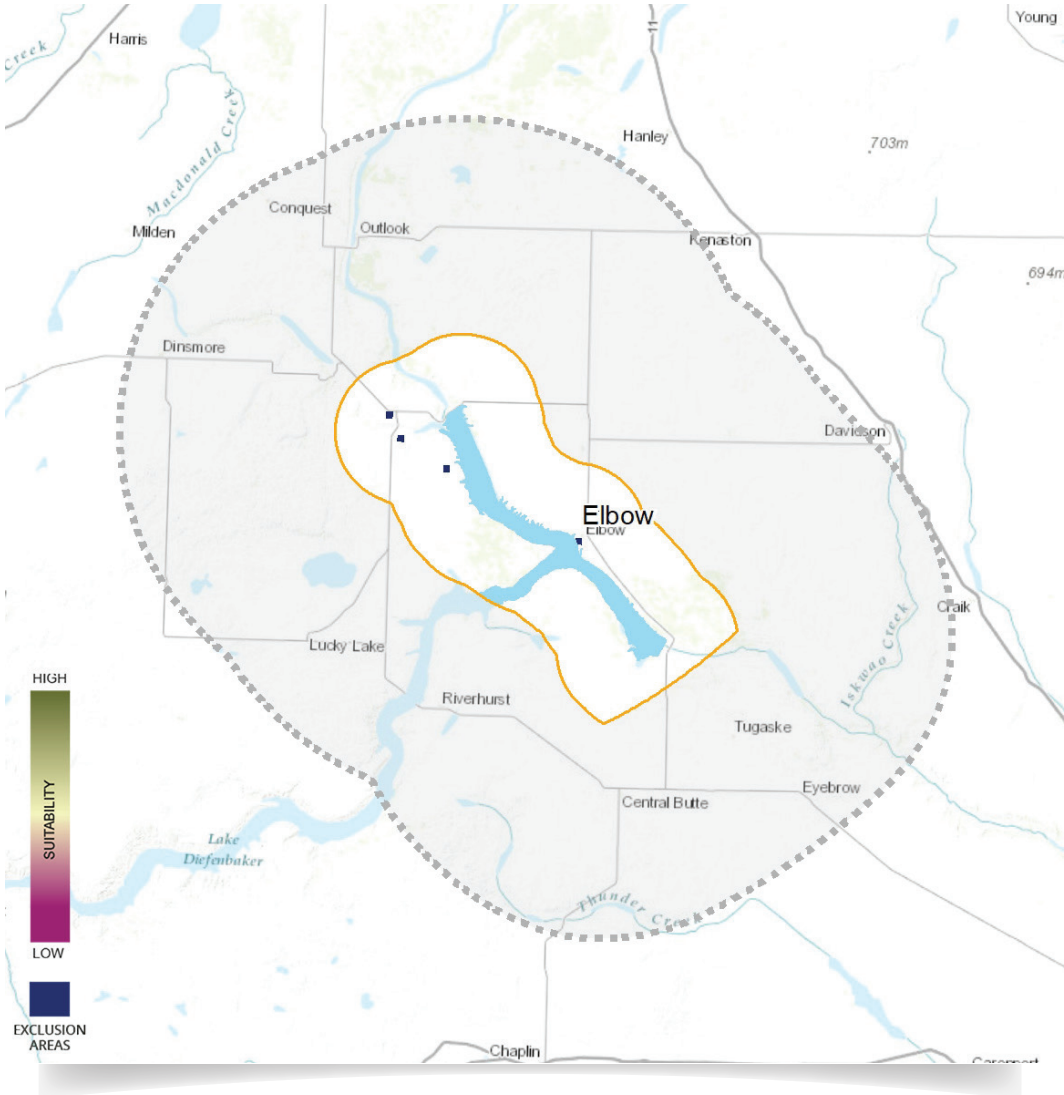 Young
Harris
11
Creek
Hanley
703m
Macdonald Creek
Conquest
Outlook
Milden
Kenaston
694m
Dinsmore
Davidson
Elbow
Elbow
Craik
Iskwao Creek
Lucky Lake
HIGH
Riverhurst
Tugaske
SUITABILITY
Eyebrow
Central Butte
Lake
Diefenbaker
Thunder Creek
LOW
EXCLUSION
AREAS
Chaplin